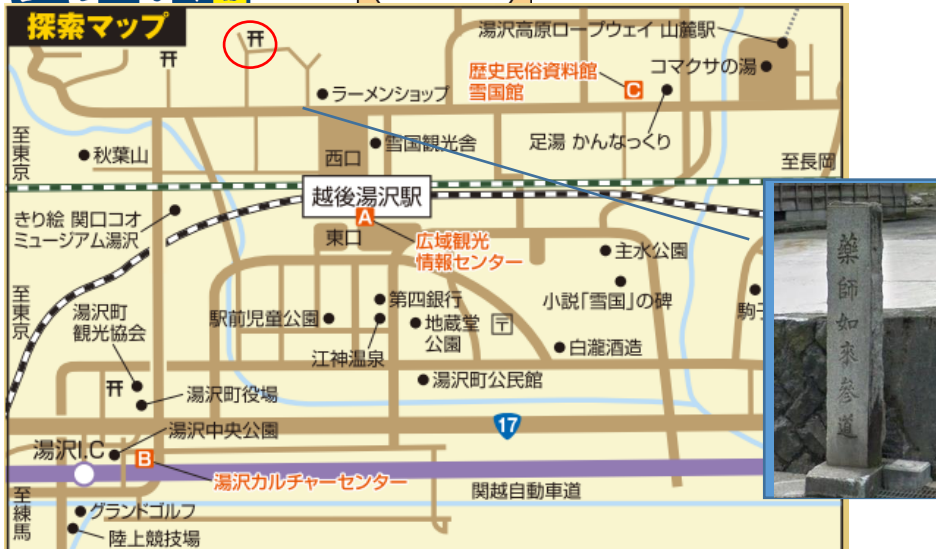 探索マップ
湯沢高原ロープウェイ 山麓駅
コマクサの湯
歴史民俗資料館
雪国館
C
ラーメンショップ
足湯 かんなっくり
至東京
秋葉山
西口
雪国観光舎
至長岡
越後湯沢駅
A
きり絵 関口コオ
ミュージアム湯沢
東口
広域観光
情報センター
主水公園
至東京
湯沢町
観光協会
第四銀行
小説「雪国」の碑
駒子
駅前児童公園
地蔵堂
公園
〒
江神温泉
白瀧酒造
湯沢町公民館
湯沢町役場
17
湯沢中央公園
湯沢I.C
B
湯沢カルチャーセンター
関越自動車道
至練馬
グランドゴルフ
陸上競技場
薬師如來參道